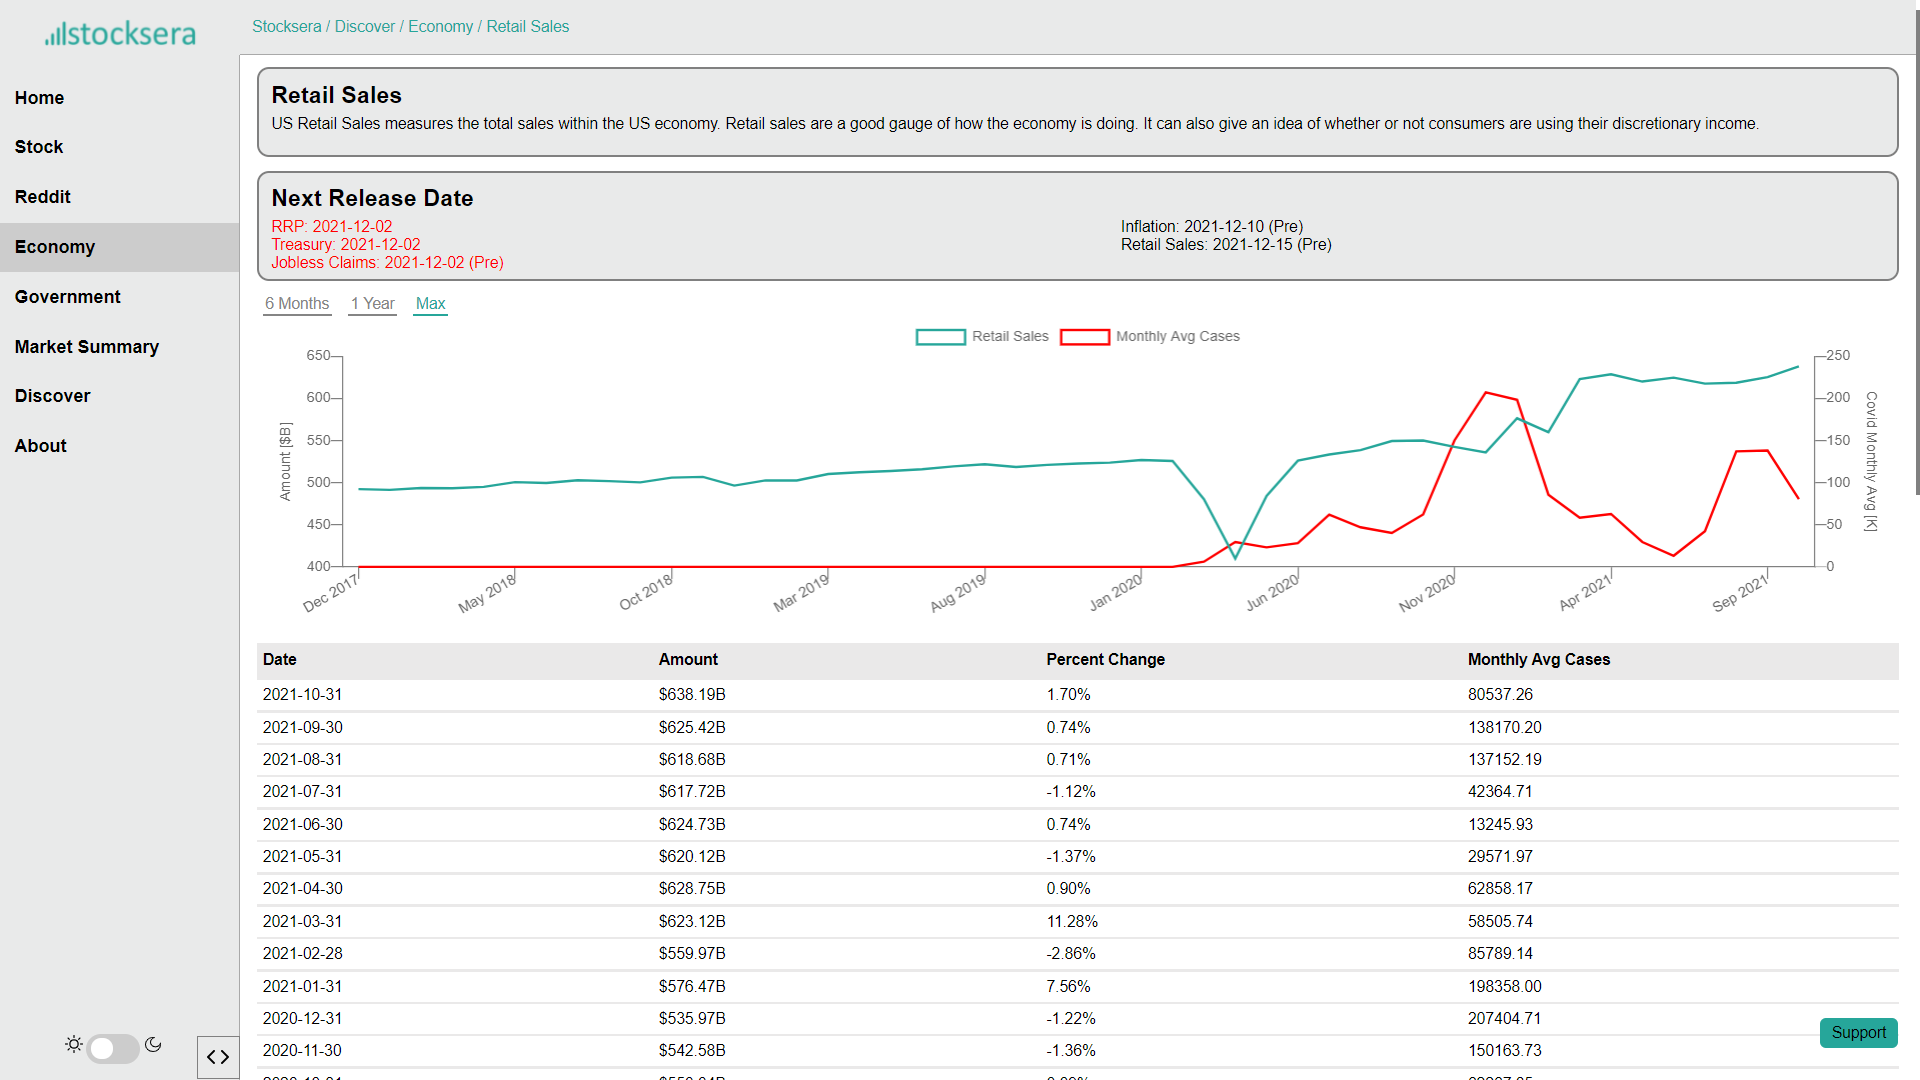 stocksera
Stocksera / Discover / Economy / Retail Sales
Home
Stock
Reddit
Economy
Government
Market Summary
Discover
About
Retail Sales
US Retail Sales measures the total sales within the US economy. Retail sales are a good gauge of how the economy is doing. It can also give an idea of whether or not consumers are using their discretionary income.
Next Release Date
RRP: 2021-12-02
Treasury: 2021-12-02
Jobless Claims: 2021-12-02 (Pre)
Inflation: 2021-12-10 (Pre)
Retail Sales: 2021-12-15 (Pre)
6 Months 1 Year Max
Retail Sales Monthly Avg Cases
Amount [$B]
650
600
550
500
450
400
250
200
150
100
50
0
Covid Monthly Avg [K]
Dec 2017 May 2018 Oct 2018 Mar 2019 Aug 2019 Jan 2020 Jun 2020 Nov 2020 Apr 2021 Sep 2021
Date Amount Percent Change Monthly Avg Cases
2021-10-31 $638.19B 1.70% 80537.26
2021-09-30 $625.42B 0.74% 138170.20
2021-08-31 $618.68B 0.71% 137152.19
2021-07-31 $617.72B -1.12% 42364.71
2021-06-30 $624.73B 0.74% 13245.93
2021-05-31 $620.12B -1.37% 29571.97
2021-04-30 $628.75B 0.90% 62858.17
2021-03-31 $623.12B 11.28% 58505.74
2021-02-28 $559.97B -2.86% 85789.14
2021-01-31 $576.47B 7.56% 198358.00
2020-12-31 $535.97B -1.22% 207404.71
2020-11-30 $542.58B -1.36% 150163.73
Support